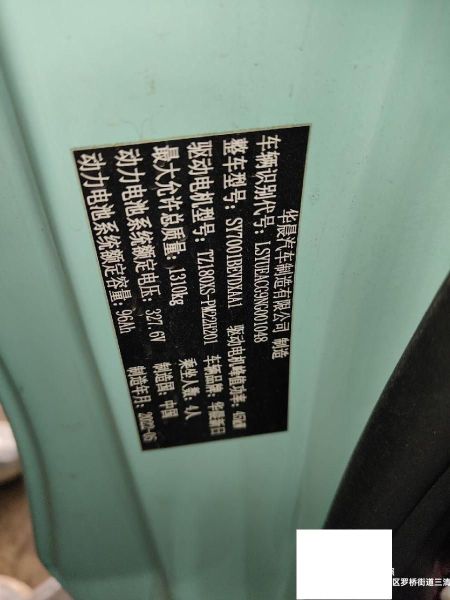 华晨汽车制造有限公司 制造
车辆识别代号: LSYUEACG9NG001048
整车型号: SY7001BEVDXAA1 驱动电机峰值功率: 45kW
驱动电机型号: TZ180XS-PM22H201 车辆品牌: 华晨新日
最大允许总质量: 1310kg 乘坐人数: 4人
动力电池系统额定电压: 327.6V 制造国: 中国
动力电池系统额定容量: 96Ah 制造年月: 2022-05
区罗桥街道三清